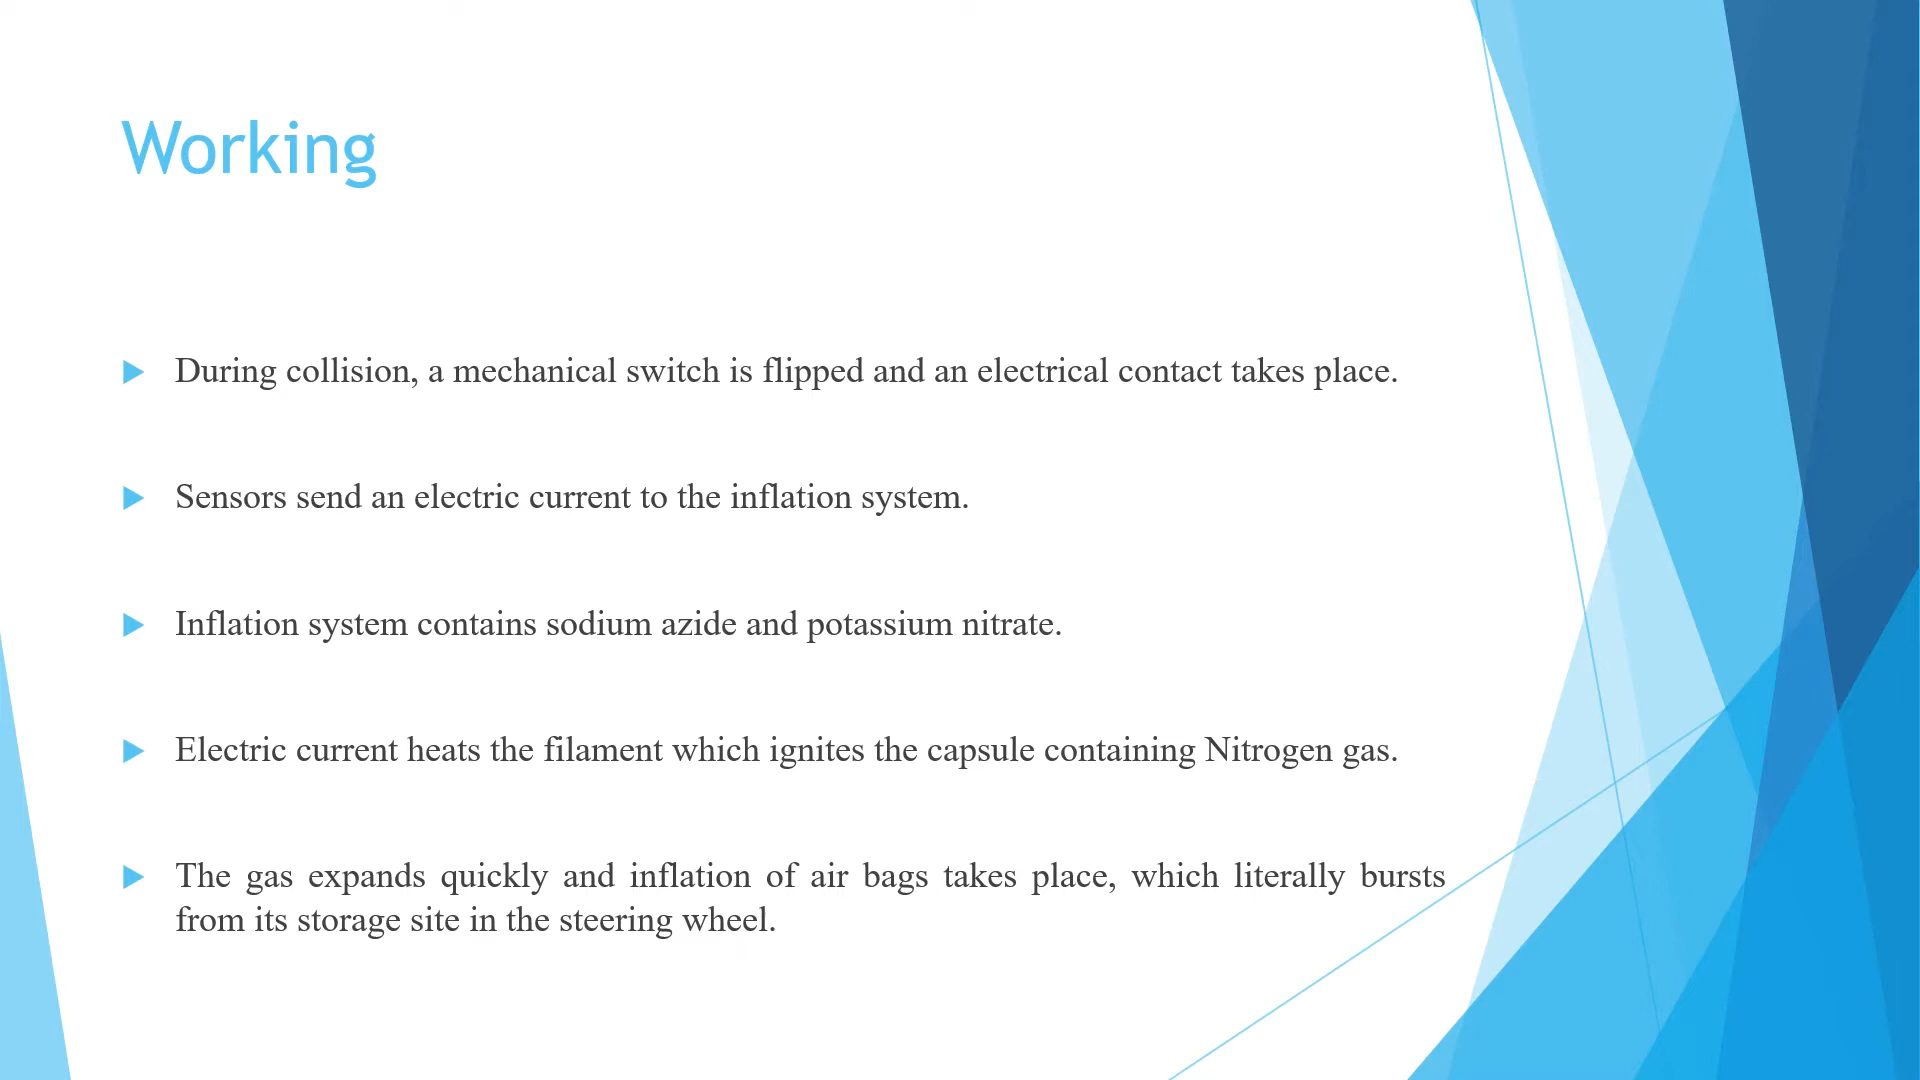 Working
During collision, a mechanical switch is flipped and an electrical contact takes place.
Sensors send an electric current to the inflation system.
Inflation system contains sodium azide and potassium nitrate.
Electric current heats the filament which ignites the capsule containing Nitrogen gas.
The gas expands quickly and inflation of air bags takes place, which literally bursts
from its storage site in the steering wheel.